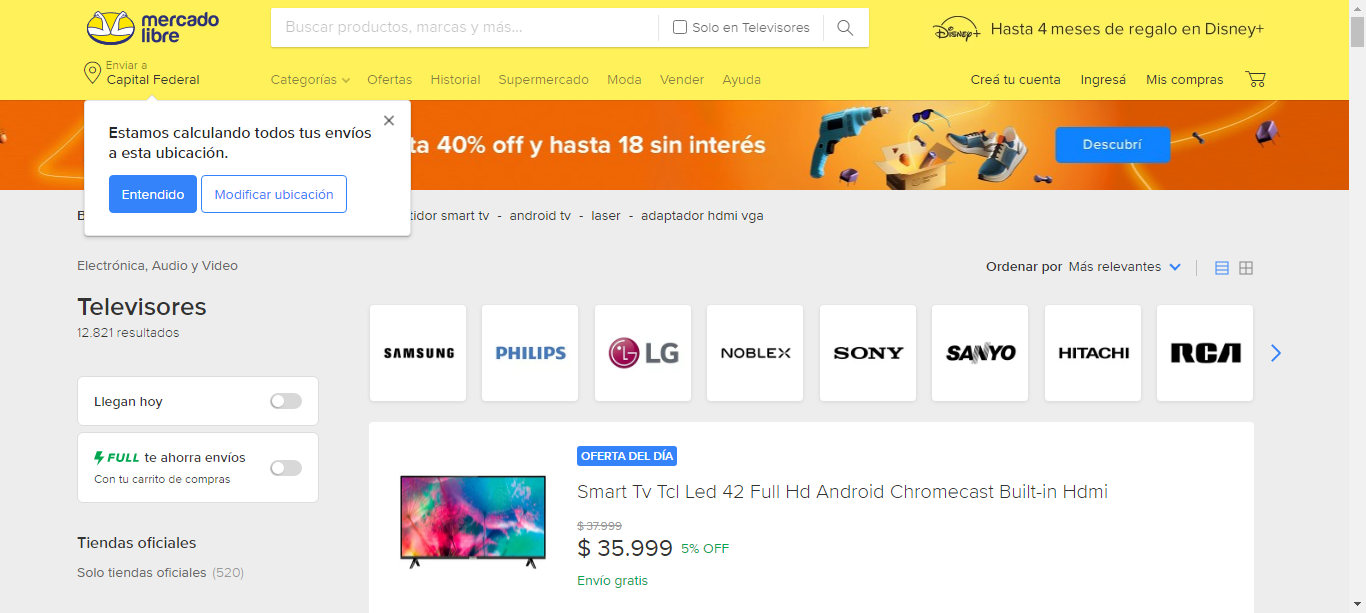 mercado
libre
Buscar productos, marcas y más...
Solo en Televisores
Disney+
Hasta 4 meses de regalo en Disney+
Enviar a
Capital Federal
Categorías
Ofertas
Historial
Supermercado
Moda
Vender
Ayuda
Creá tu cuenta
Ingresá
Mis compras
Estamos calculando todos tus envíos
a esta ubicación.
Entendido
Modificar ubicación
40% off y hasta 18 sin interés
Descubrí
smart tv - android tv - laser - adaptador hdmi vga
Electrónica, Audio y Video
Ordenar por Más relevantes
Televisores
12.821 resultados
SAMSUNG
PHILIPS
LG
NOBLEX
SONY
SANYO
HITACHI
RCA
Llegan hoy
FULL te ahorra envíos
Con tu carrito de compras
Tiendas oficiales
Solo tiendas oficiales (520)
OFERTA DEL DÍA
Smart Tv Tcl Led 42 Full Hd Android Chromecast Built-in Hdmi
$ 37.999
$ 35.999 5% OFF
Envío gratis